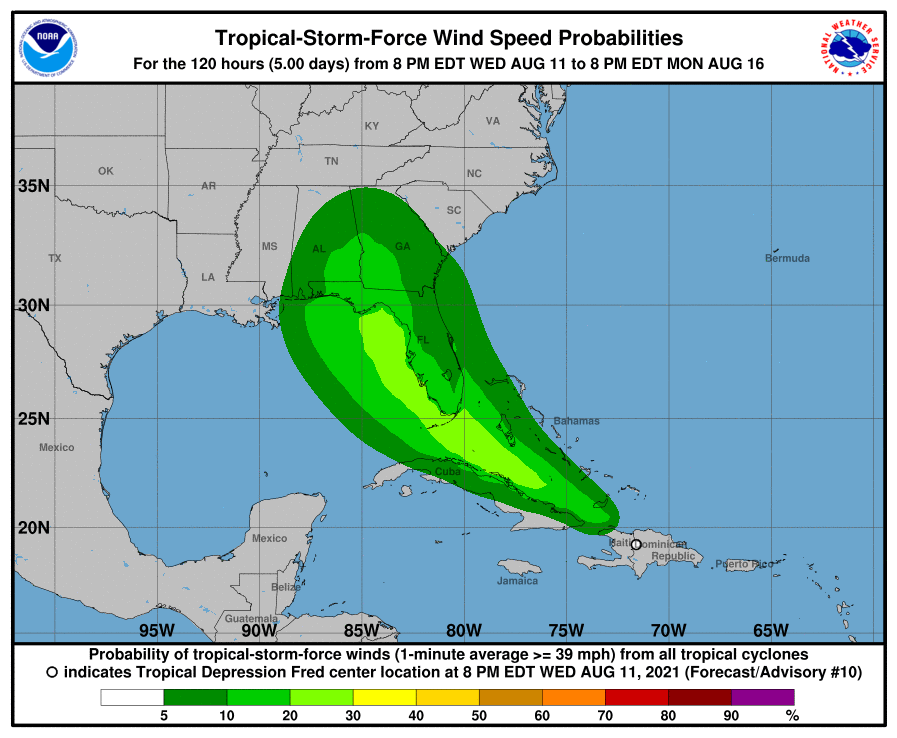 Tropical-Storm-Force Wind Speed Probabilities
For the 120 hours (5.00 days) from 8 PM EDT WED AUG 11 to 8 PM EDT MON AUG 16
NOAA
NATIONAL WEATHER SERVICE
KY
VA
OK
TN
NC
AR
35N
SC
MS
AL
GA
TX
Bermuda
LA
30N
FL
25N
Bahamas
Mexico
Cuba
20N
Mexico
Haiti
Dominican
Republic
Puerto Rico
Jamaica
Belize
Guatemala
95W 90W 85W 80W 75W 70W 65W
Probability of tropical-storm-force winds (1-minute average >= 39 mph) from all tropical cyclones
indicates Tropical Depression Fred center location at 8 PM EDT WED AUG 11, 2021 (Forecast/Advisory #10)
5 10 20 30 40 50 60 70 80 90 %